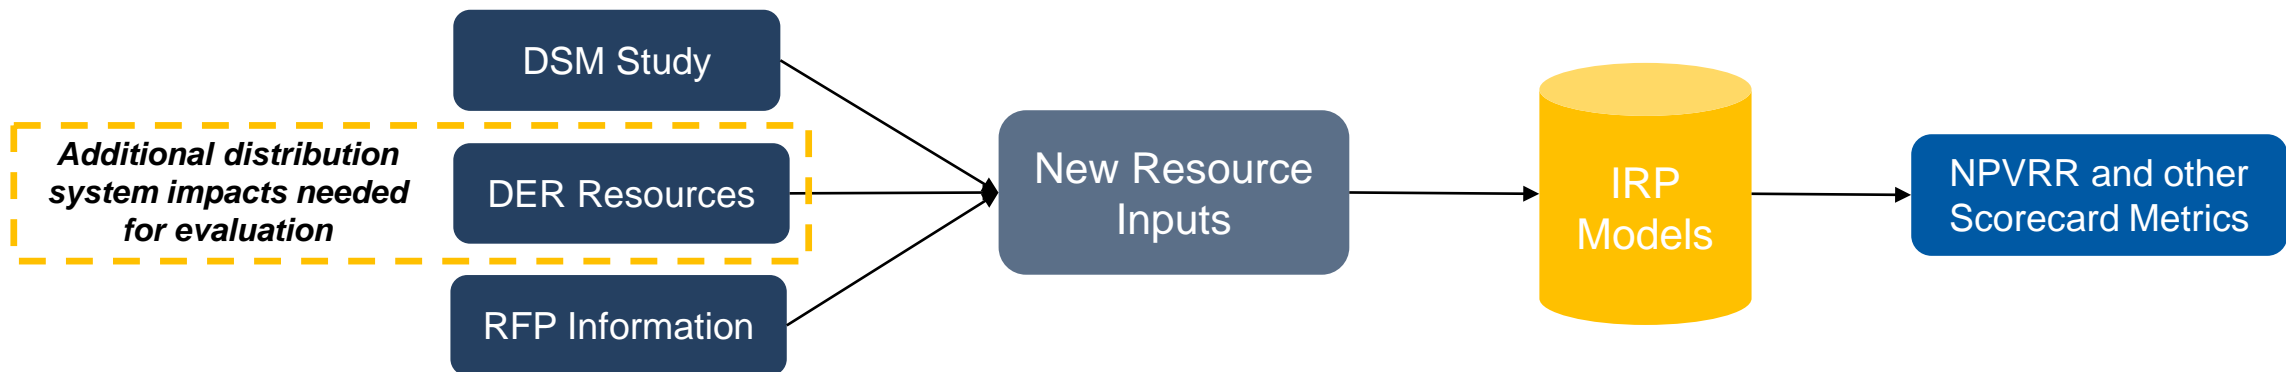 DSM Study
Additional distribution
system impacts needed
for evaluation
DER Resources
RFP Information
New Resource
Inputs
IRP
Models
NPVRR and other
Scorecard Metrics